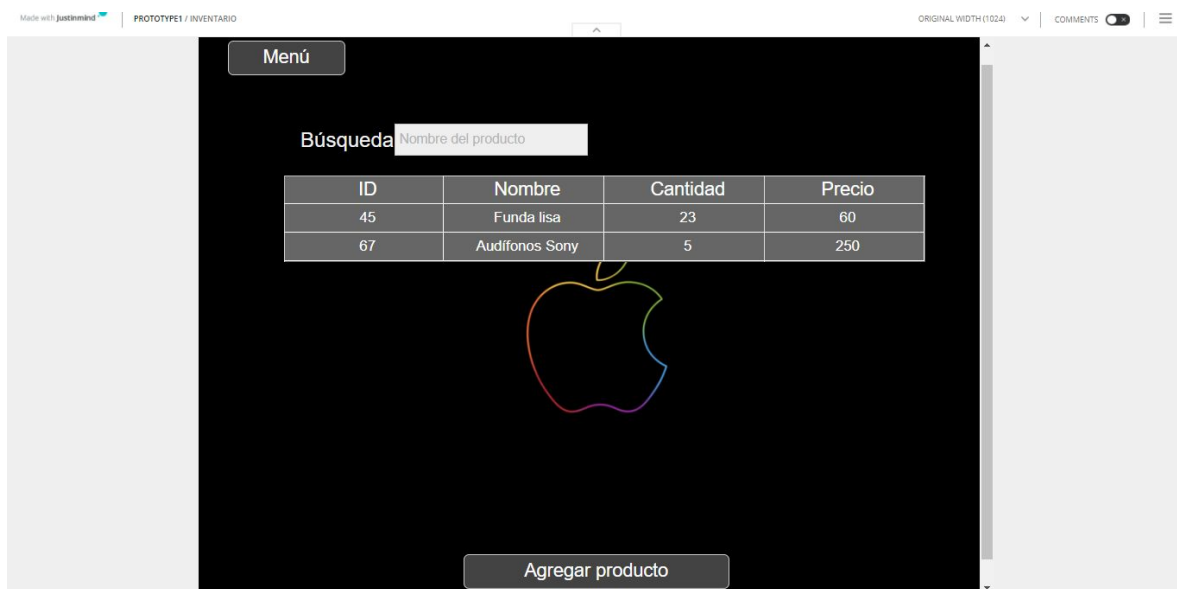 Made with Justinmind PROTOTYPE1 / INVENTARIO ORIGINAL WIDTH (1024) COMMENTS
Menú
Búsqueda Nombre del producto
ID Nombre Cantidad Precio
45 Funda lisa 23 60
67 Audífonos Sony 5 250
Agregar producto